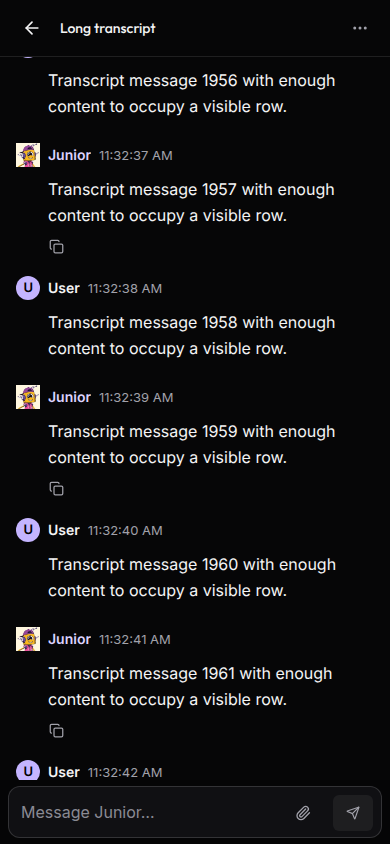 Long transcript
Transcript message 1956 with enough
content to occupy a visible row.
Junior 11:32:37 AM
Transcript message 1957 with enough
content to occupy a visible row.
U User 11:32:38 AM
Transcript message 1958 with enough
content to occupy a visible row.
Junior 11:32:39 AM
Transcript message 1959 with enough
content to occupy a visible row.
U User 11:32:40 AM
Transcript message 1960 with enough
content to occupy a visible row.
Junior 11:32:41 AM
Transcript message 1961 with enough
content to occupy a visible row.
U User 11:32:42 AM
Message Junior...